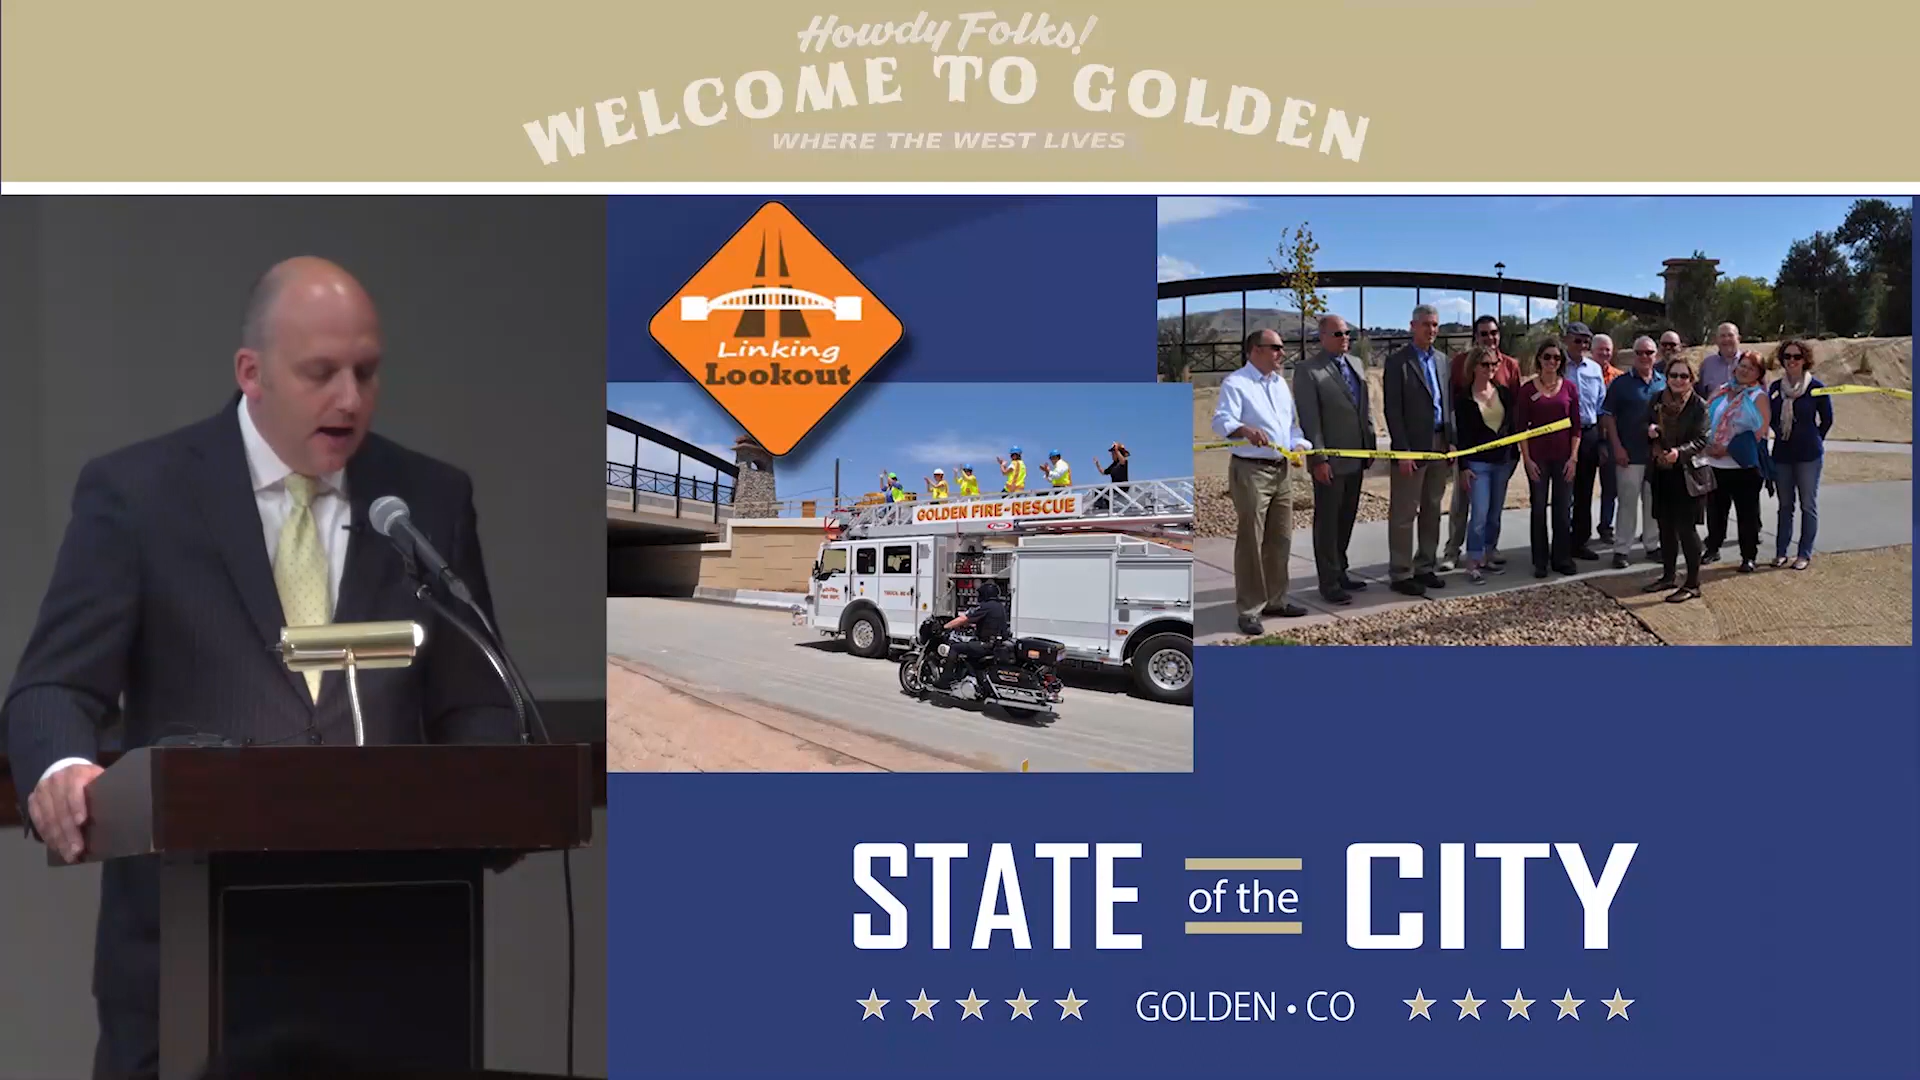 Howdy Folks!
WELCOME TO GOLDEN
WHERE THE WEST LIVES
Linking
Lookout
GOLDEN FIRE-RESCUE
STATE of the CITY
GOLDEN • CO